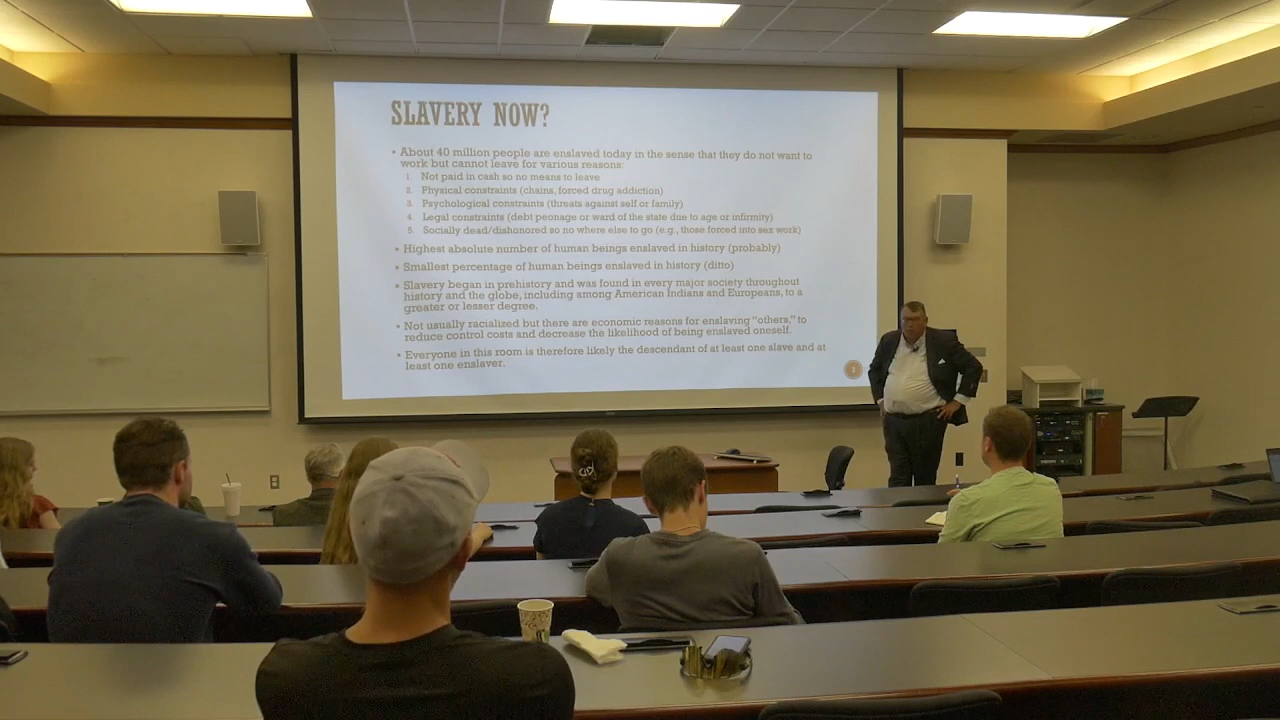 SLAVERY NOW?
• About 40 million people are enslaved today in the sense that they do not want to
work but cannot leave for various reasons:
1. Not paid in cash so no means to leave
2. Physical constraints (chains, forced drug addiction)
3. Psychological constraints (threats against self or family)
4. Legal constraints (debt peonage or ward of the state due to age or infirmity)
5. Socially dead/dishonored so no where else to go (e.g., those forced into sex work)
• Highest absolute number of human beings enslaved in history (probably)
• Smallest percentage of human beings enslaved in history (ditto)
• Slavery began in prehistory and was found in every major society throughout
history and the globe, including among American Indians and Europeans, to a
greater or lesser degree.
• Not usually racialized but there are economic reasons for enslaving "others," to
reduce control costs and decrease the likelihood of being enslaved oneself.
• Everyone in this room is therefore likely the descendant of at least one slave and at
least one enslaver.